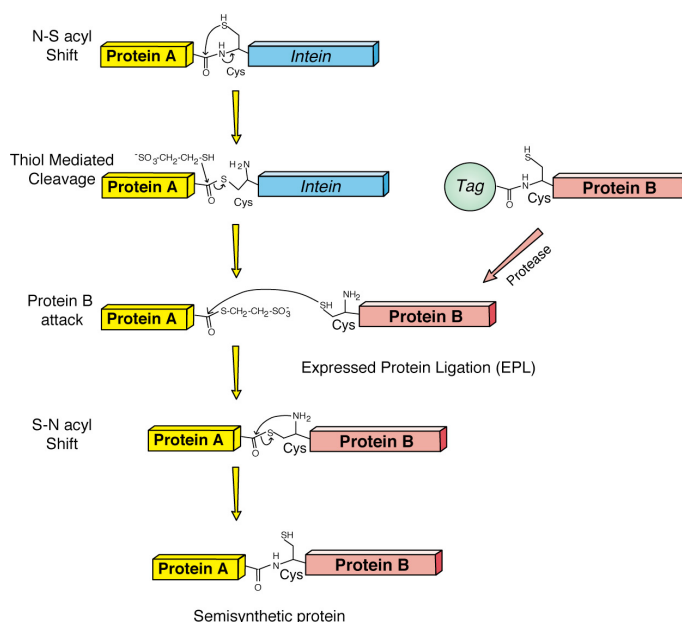 N-S acyl
Shift
Protein A
SH
O
H
N
Cys
Intein
Thiol Mediated
Cleavage
⁻SO₃-CH₂-CH₂-SH
Protein A
O
S
H₂N
Cys
Intein
Tag
O
H
N
SH
Cys
Protein B
Protease
Protein B
attack
Protein A
O
S-CH₂-CH₂-SO₃⁻
SH
NH₂
Cys
Protein B
Expressed Protein Ligation (EPL)
S-N acyl
Shift
Protein A
O
S
NH₂
Cys
Protein B
Protein A
O
H
N
SH
Cys
Protein B
Semisynthetic protein